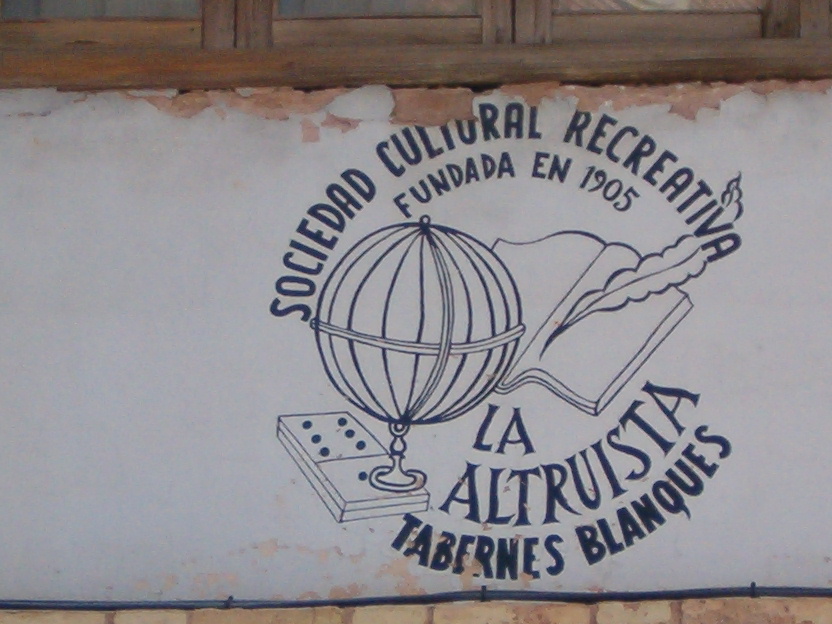 SOCIEDAD CULTURAL RECREATIVA
FUNDADA EN 1905
LA
ALTRUISTA
TABERNES BLANQUES